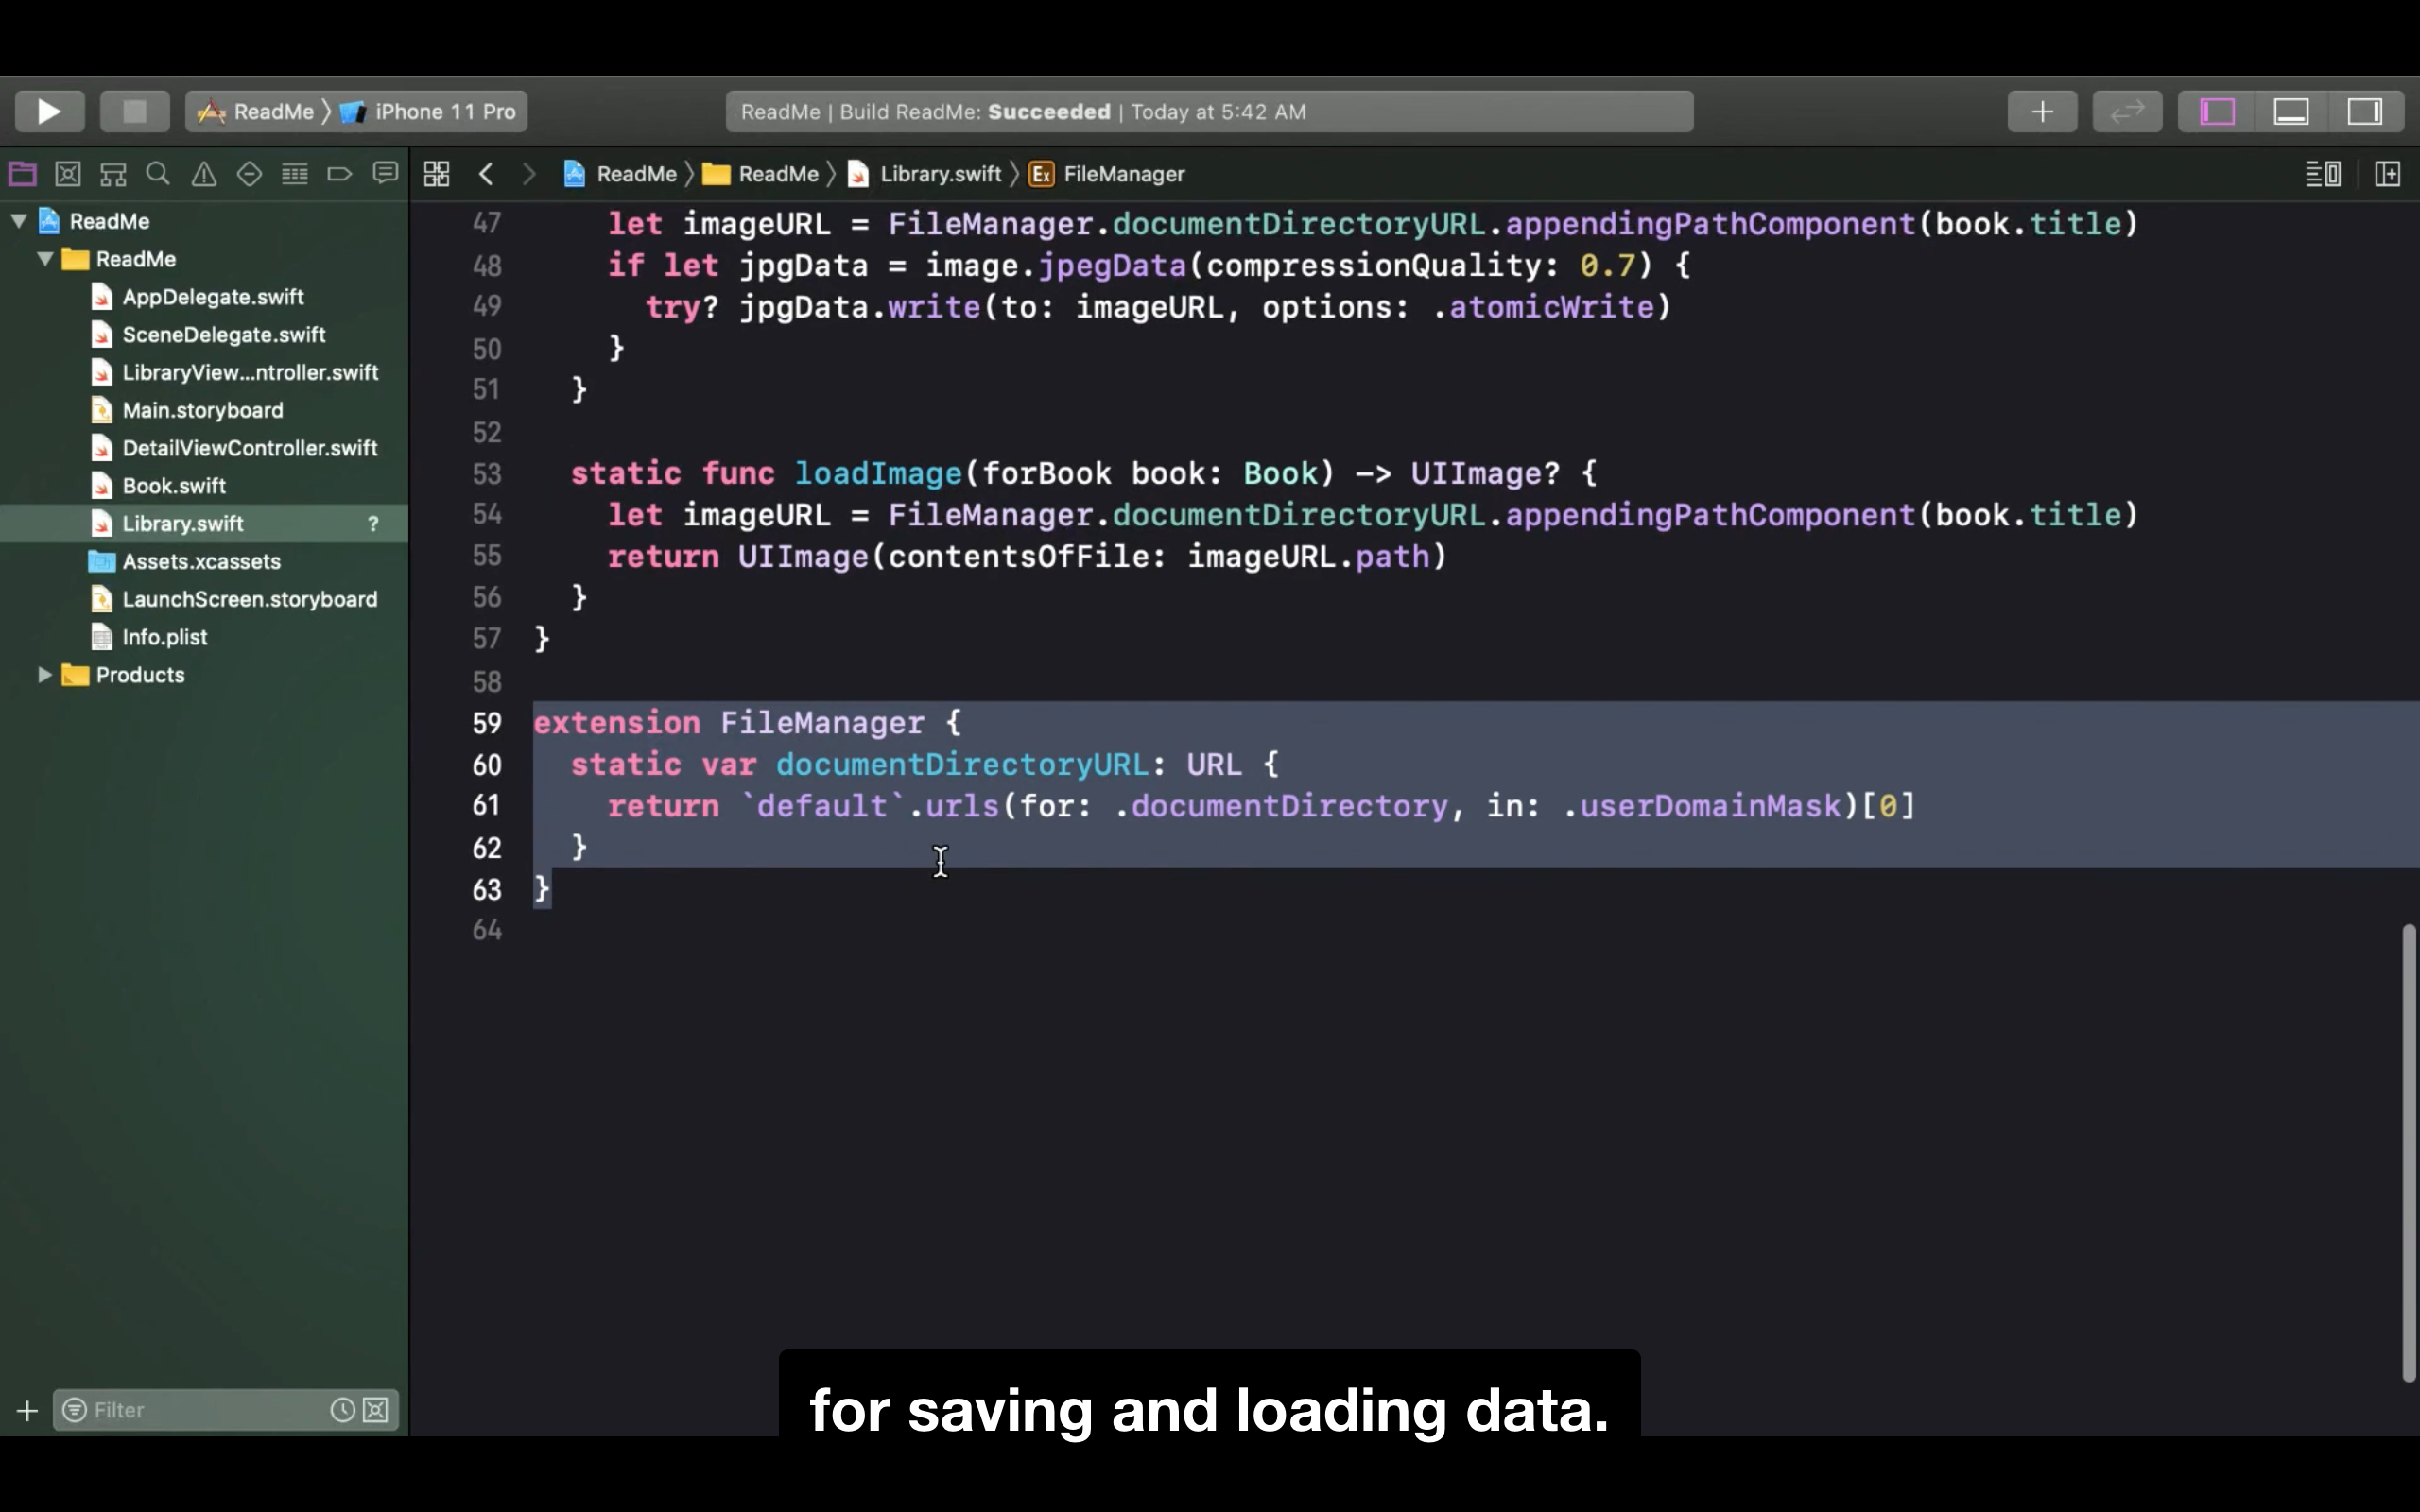 ReadMe 〉 iPhone 11 Pro
ReadMe | Build ReadMe: Succeeded | Today at 5:42 AM
ReadMe 〉 ReadMe 〉 Library.swift 〉 Ex FileManager
ReadMe
ReadMe
AppDelegate.swift
SceneDelegate.swift
LibraryView...ntroller.swift
Main.storyboard
DetailViewController.swift
Book.swift
Library.swift ?
Assets.xcassets
LaunchScreen.storyboard
Info.plist
Products
47 let imageURL = FileManager.documentDirectoryURL.appendingPathComponent(book.title)
48 if let jpgData = image.jpegData(compressionQuality: 0.7) {
49 try? jpgData.write(to: imageURL, options: .atomicWrite)
50 }
51 }
52
53 static func loadImage(forBook book: Book) -> UIImage? {
54 let imageURL = FileManager.documentDirectoryURL.appendingPathComponent(book.title)
55 return UIImage(contentsOfFile: imageURL.path)
56 }
57 }
58
59 extension FileManager {
60 static var documentDirectoryURL: URL {
61 return `default`.urls(for: .documentDirectory, in: .userDomainMask)[0]
62 }
63 }
64
Filter
for saving and loading data.